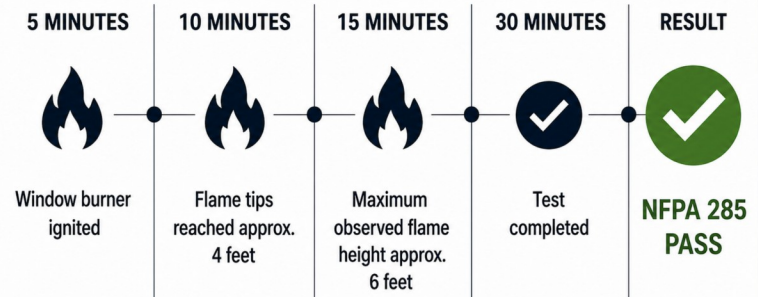 5 MINUTES
Window burner
ignited
10 MINUTES
Flame tips
reached approx.
4 feet
15 MINUTES
Maximum
observed flame
height approx.
6 feet
30 MINUTES
Test
completed
RESULT
NFPA 285
PASS